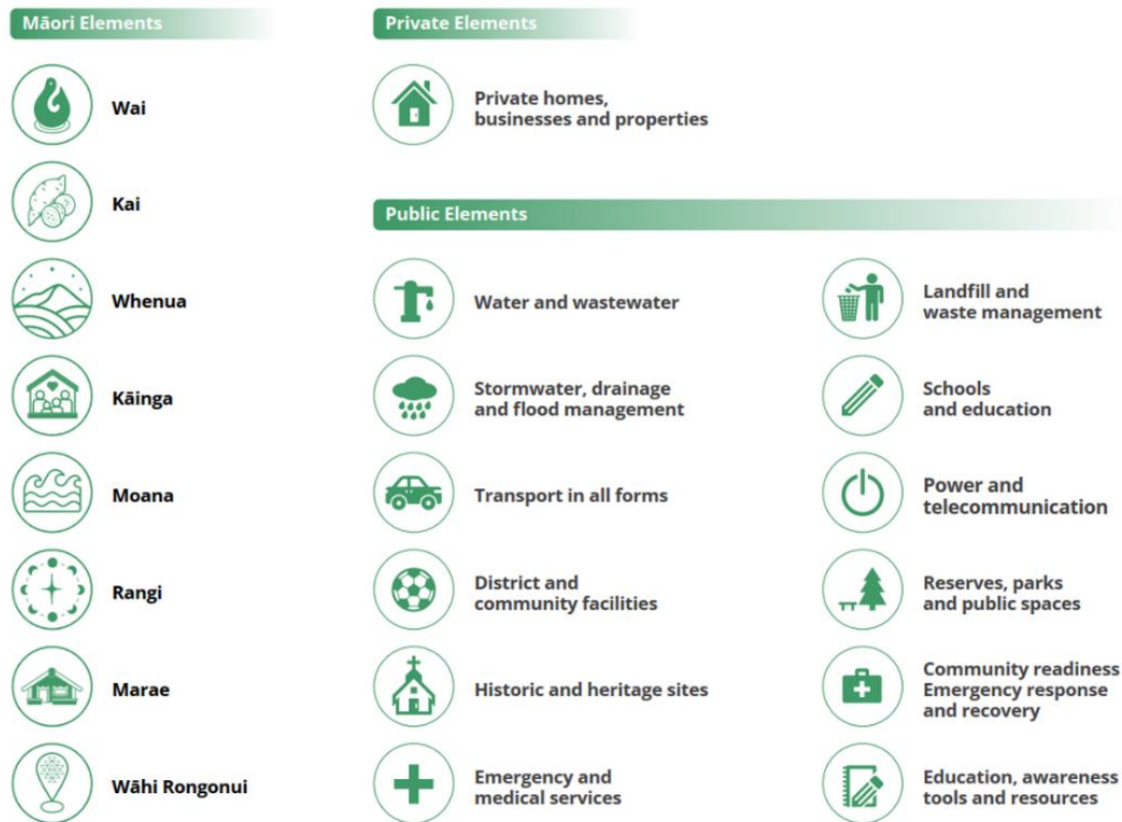 Māori Elements
Wai
Kai
Whenua
Kāinga
Moana
Rangi
Marae
Wāhi Rongonui
Private Elements
Private homes,
businesses and properties
Public Elements
Water and wastewater
Stormwater, drainage
and flood management
Transport in all forms
District and
community facilities
Historic and heritage sites
Emergency and
medical services
Landfill and
waste management
Schools
and education
Power and
telecommunication
Reserves, parks
and public spaces
Community readiness
Emergency response
and recovery
Education, awareness
tools and resources